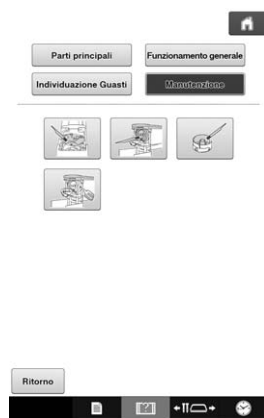 Parti principali
Funzionamento generale
Individuazione Guasti
Manutenzione
Ritorno